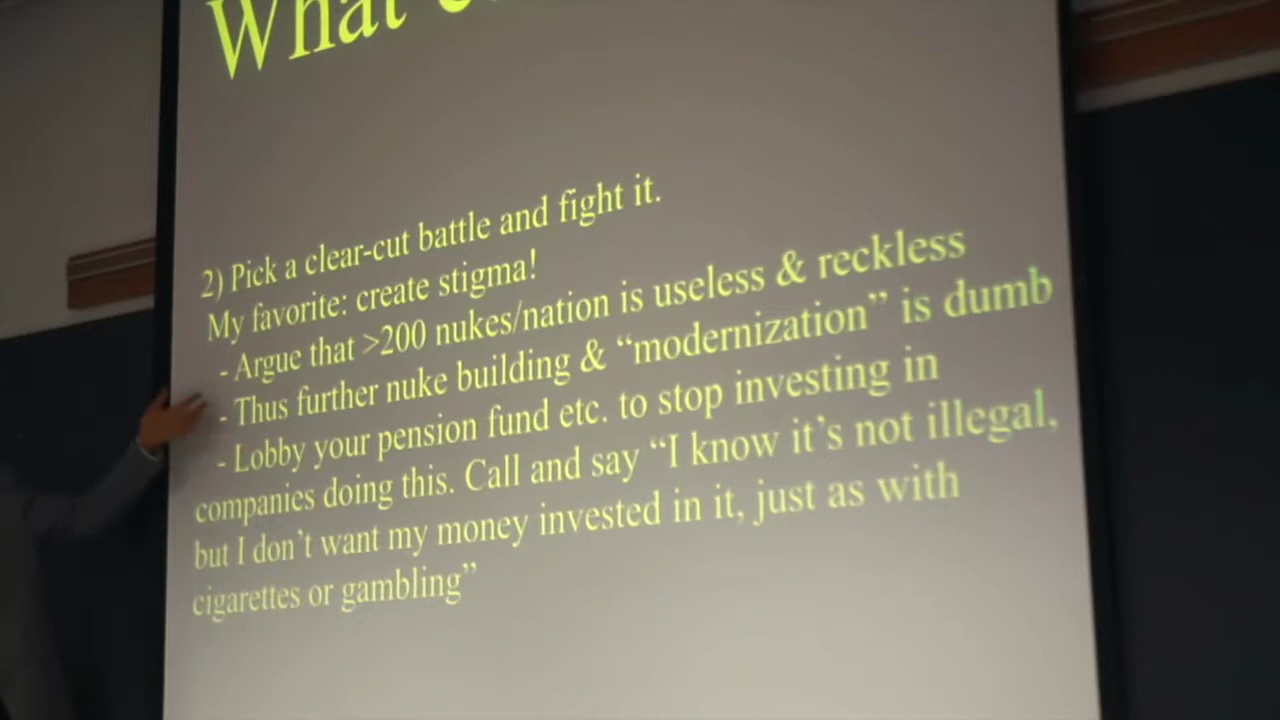 What
2) Pick a clear-cut battle and fight it.
My favorite: create stigma!
- Argue that >200 nukes/nation is useless & reckless
- Thus further nuke building & “modernization” is dumb
- Lobby your pension fund etc. to stop investing in
companies doing this. Call and say “I know it’s not illegal,
but I don’t want my money invested in it, just as with
cigarettes or gambling”